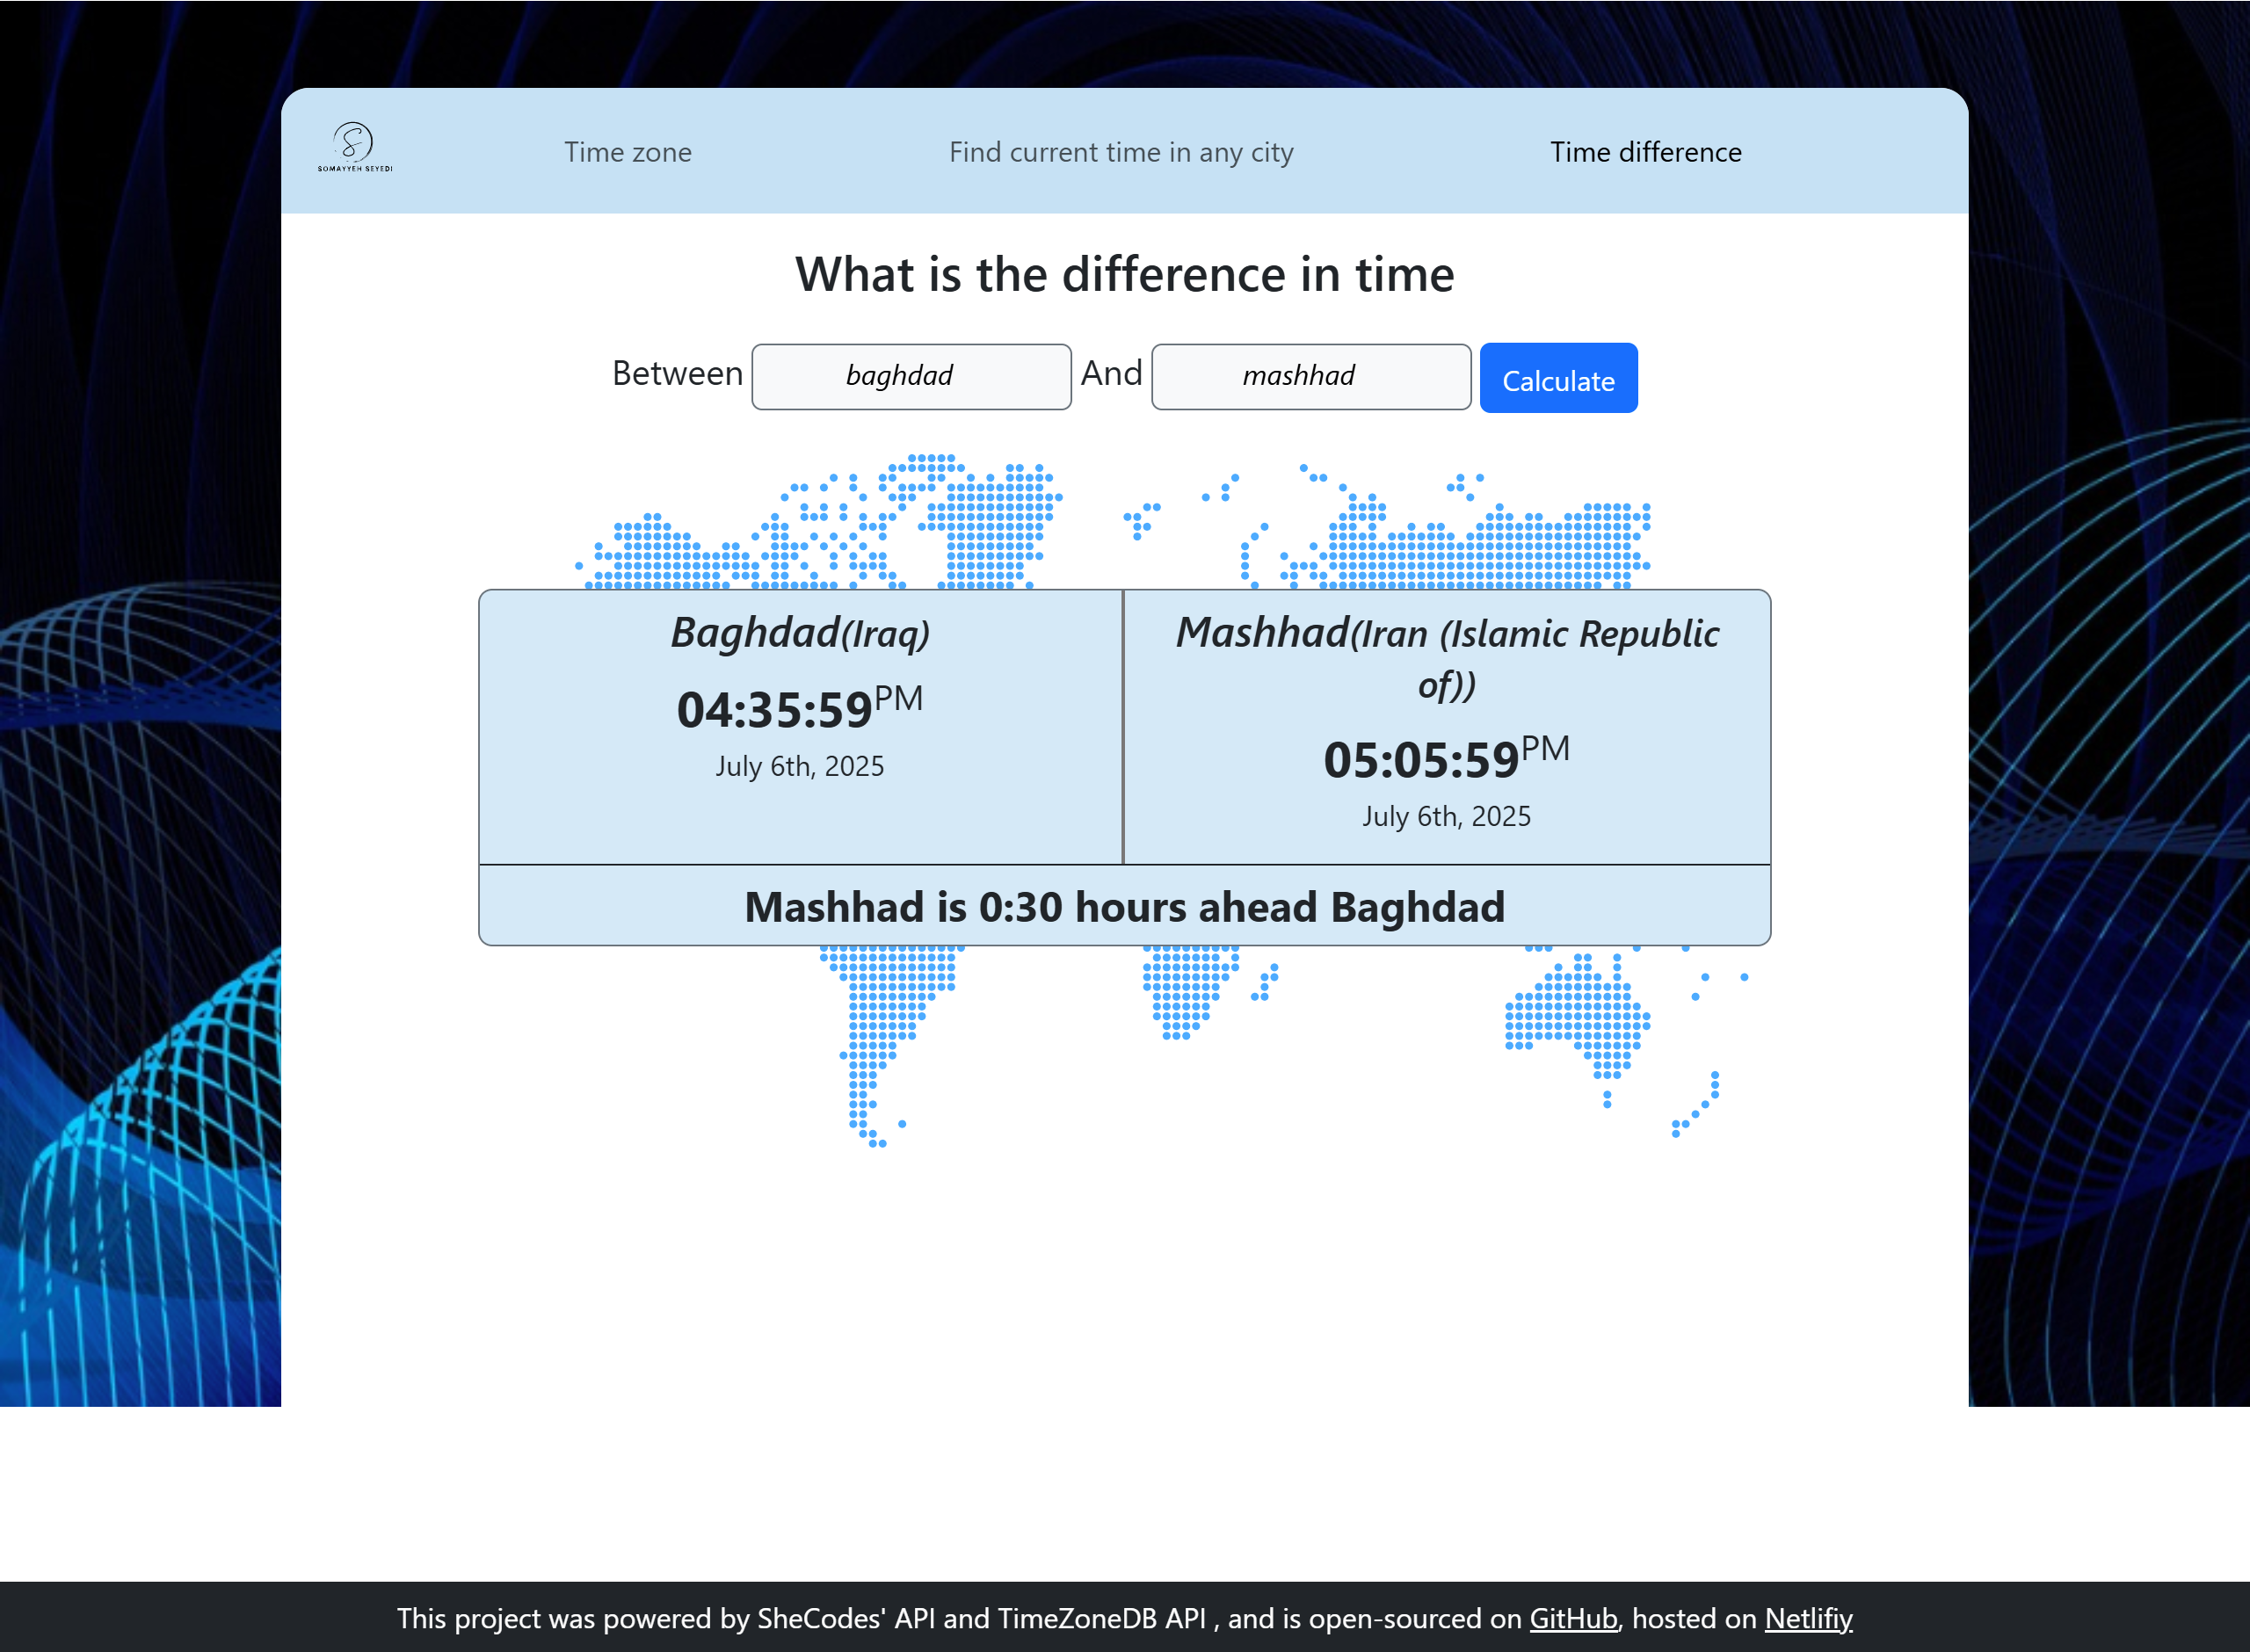 SOMAYYEH SEYEDI
Time zone
Find current time in any city
Time difference
What is the difference in time
Between baghdad And mashhad Calculate
Baghdad(Iraq)
04:35:59PM
July 6th, 2025
Mashhad(Iran (Islamic Republic
of))
05:05:59PM
July 6th, 2025
Mashhad is 0:30 hours ahead Baghdad
This project was powered by SheCodes' API and TimeZoneDB API , and is open-sourced on GitHub, hosted on Netlifiy